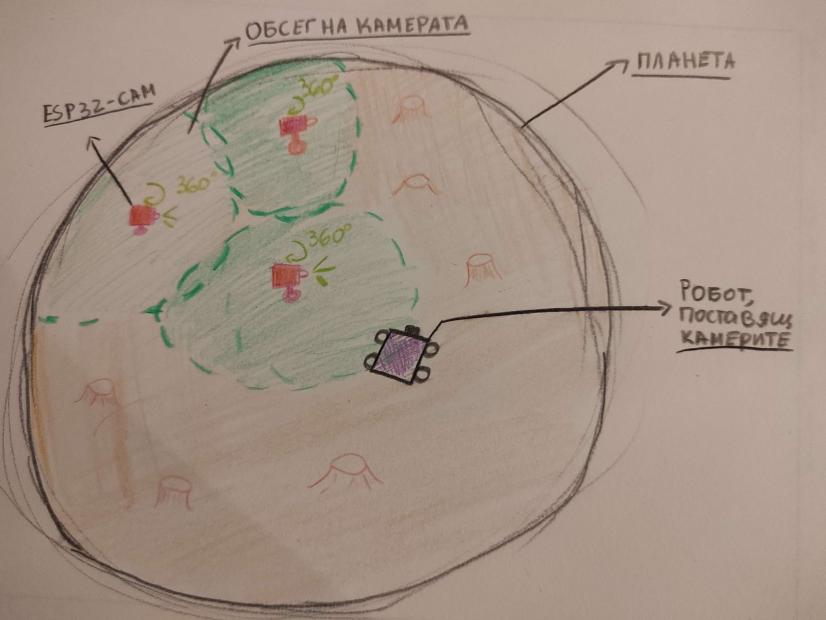 ОБСЕГ НА КАМЕРАТА
ПЛАНЕТА
ESP32-CAM
360°
360°
360°
РОБОТ,
ПОСТАВЯЩ
КАМЕРИТЕ